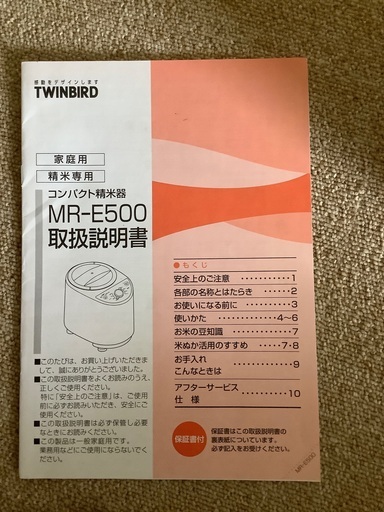 感動をデザインします
TWINBIRD
家庭用
精米専用
コンパクト精米器
MR-E500
取扱説明書
■このたびは、お買い上げいただきまして、
誠にありがとうございました。
■この取扱説明書をよくお読みのうえ、
正しくご使用ください。
特に「安全上のご注意」は、ご使用
前に必ずお読みいただき、安全にご
使用ください。
■この取扱説明書は必ず保管し必要
なときにお読みください。
■この製品は一般家庭用です。
業務用などにご使用にならないでく
ださい。
●もくじ
安全上のご注意 ・・・・・・・・・・・1
各部の名称とはたらき ・・・・・・2
お使いになる前に ・・・・・・・・・3
使いかた ・・・・・・・・・・・・・4~6
お米の豆知識 ・・・・・・・・・・・・7
米ぬか活用のすすめ ・・・・・7・8
お手入れ
こんなときは ・・・・・・・・・・・・9
アフターサービス
仕様 ・・・・・・・・・・・・・・・10
保証書付
保証書はこの取扱説明書の
裏表紙についています。
必ず記入をお受けください。
MR-E500